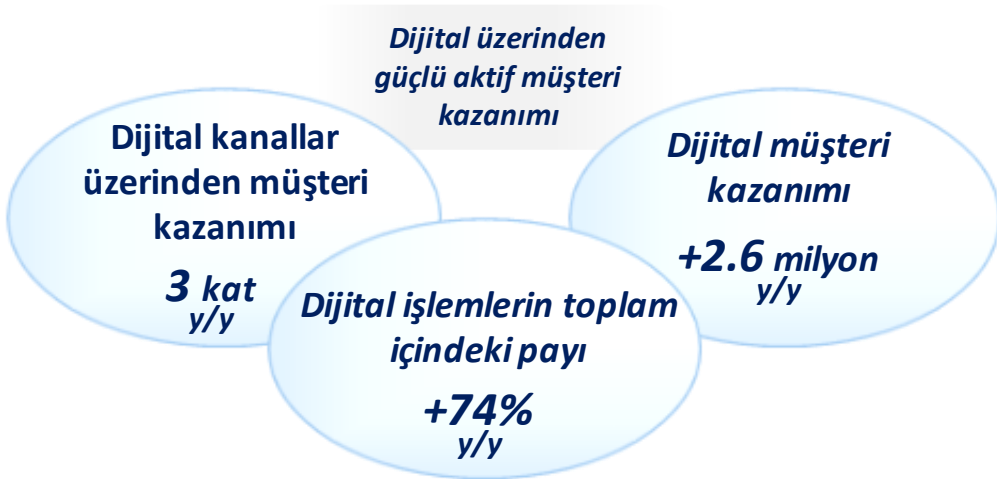 Dijital üzerinden
güçlü aktif müşteri
kazanımı
Dijital kanallar
üzerinden müşteri
kazanımı
3 kat
y/y
Dijital işlemlerin toplam
içindeki payı
+74%
y/y
Dijital müşteri
kazanımı
+2.6 milyon
y/y